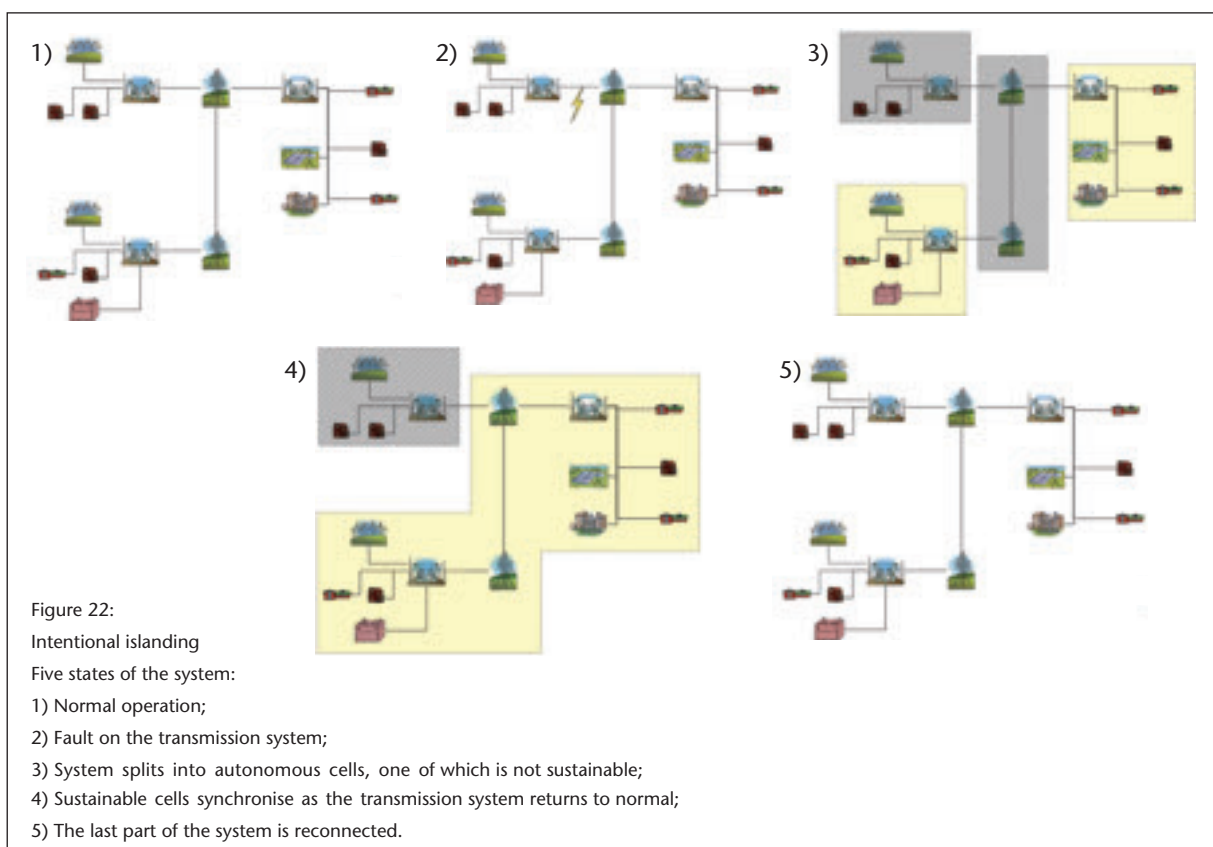 1)
2)
3)
4)
5)
Figure 22:
Intentional islanding
Five states of the system:
1) Normal operation;
2) Fault on the transmission system;
3) System splits into autonomous cells, one of which is not sustainable;
4) Sustainable cells synchronise as the transmission system returns to normal;
5) The last part of the system is reconnected.